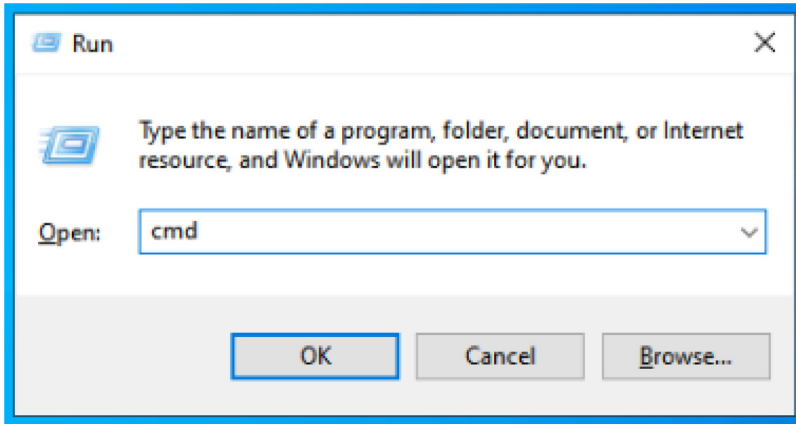 Run
Type the name of a program, folder, document, or Internet
resource, and Windows will open it for you.
Open: cmd
OK Cancel Browse...